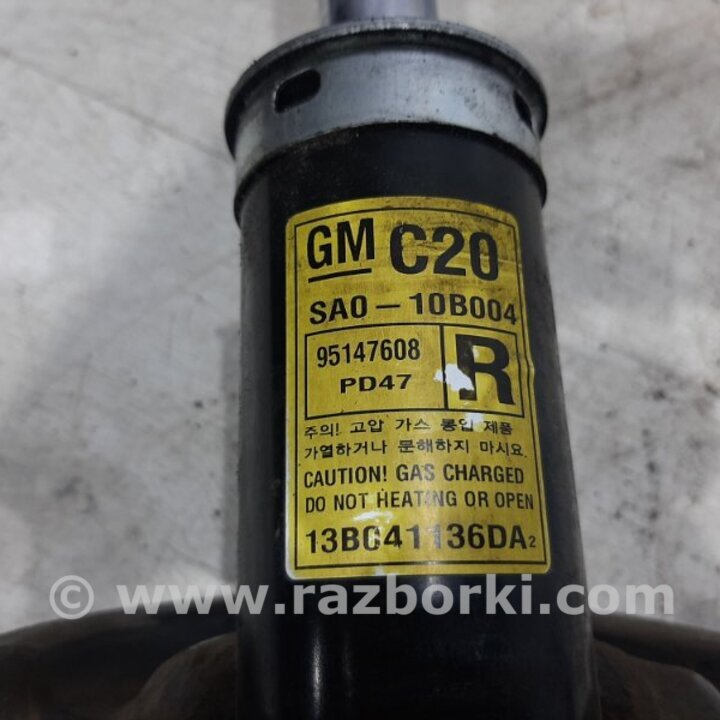 GM C20
SA0 – 10B004
95147608
PD47
R
주의! 고압 가스 봉입 제품
가열하거나 분해하지 마시요.
CAUTION! GAS CHARGED
DO NOT HEATING OR OPEN
13B041136DA2
© www.razborki.com